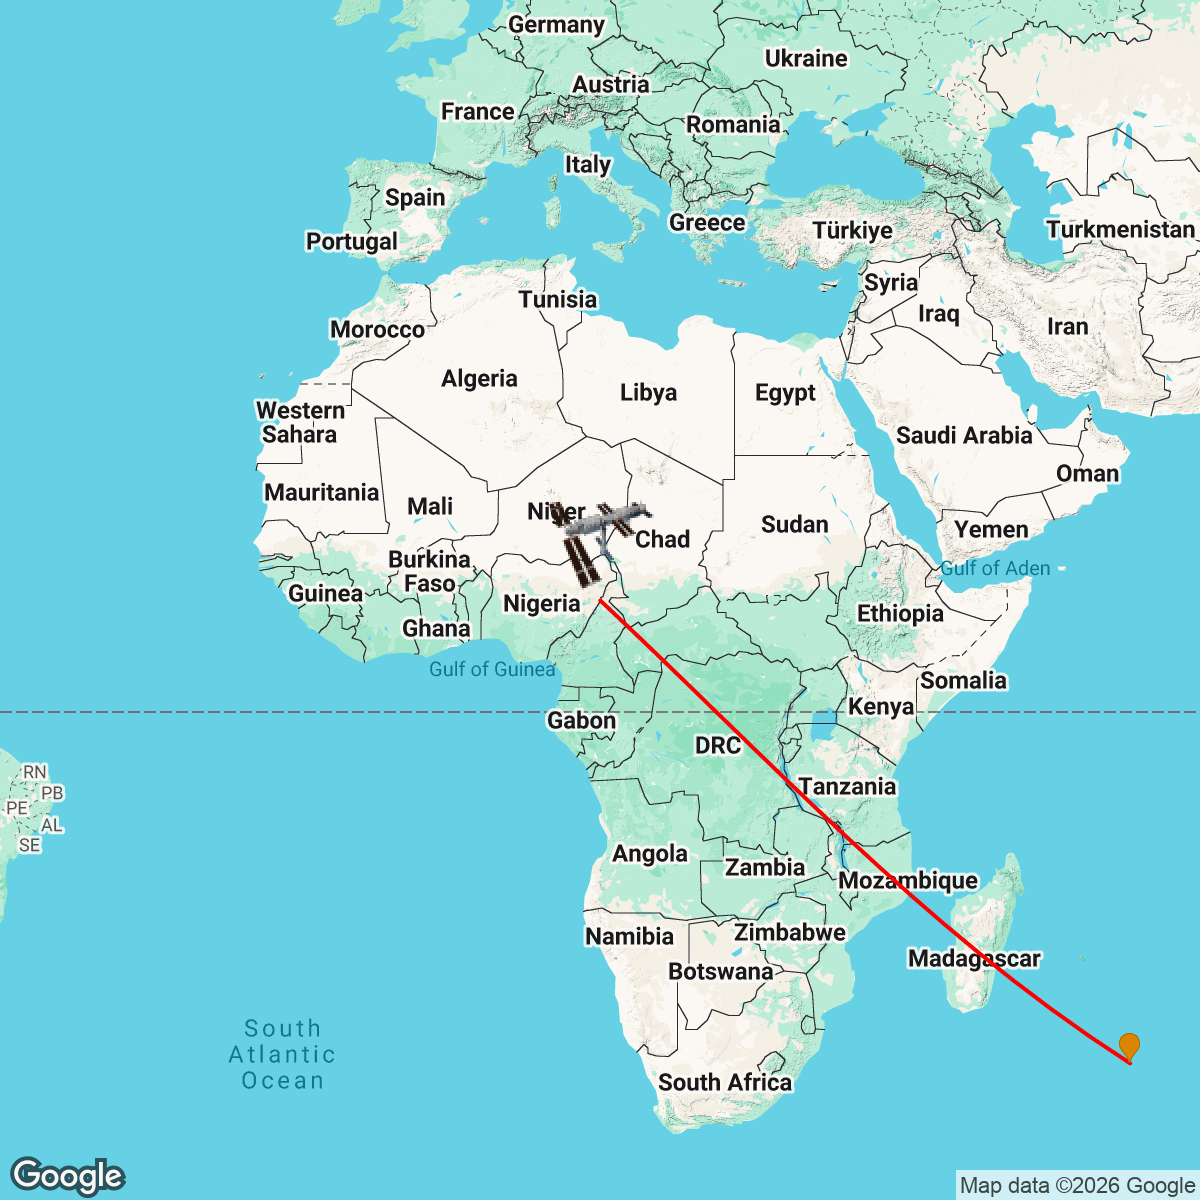 Germany
Ukraine
Austria
France
Romania
Italy
Spain
Greece
Portugal
Türkiye
Turkmenistan
Syria
Tunisia
Iraq
Iran
Morocco
Algeria
Libya
Egypt
Western
Sahara
Saudi Arabia
Oman
Mauritania
Mali
Niger
Chad
Sudan
Yemen
Burkina
Faso
Gulf of Aden
Guinea
Nigeria
Ethiopia
Ghana
Gulf of Guinea
Somalia
Kenya
Gabon
DRC
RN
PB
PE
AL
SE
Tanzania
Angola
Zambia
Mozambique
Namibia
Zimbabwe
Botswana
Madagascar
South
Atlantic
Ocean
South Africa
Google
Map data ©2026 Google